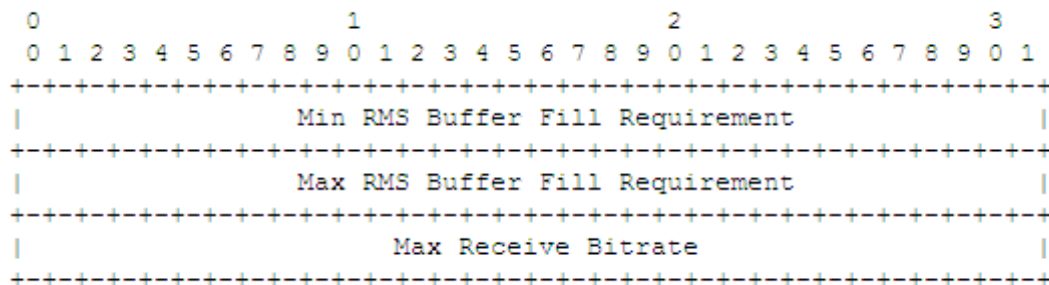 0                   1                   2                   3
 0 1 2 3 4 5 6 7 8 9 0 1 2 3 4 5 6 7 8 9 0 1 2 3 4 5 6 7 8 9 0 1
+-+-+-+-+-+-+-+-+-+-+-+-+-+-+-+-+-+-+-+-+-+-+-+-+-+-+-+-+-+-+-+-+
|                 Min RMS Buffer Fill Requirement               |
+-+-+-+-+-+-+-+-+-+-+-+-+-+-+-+-+-+-+-+-+-+-+-+-+-+-+-+-+-+-+-+-+
|                 Max RMS Buffer Fill Requirement               |
+-+-+-+-+-+-+-+-+-+-+-+-+-+-+-+-+-+-+-+-+-+-+-+-+-+-+-+-+-+-+-+-+
|                       Max Receive Bitrate                     |
+-+-+-+-+-+-+-+-+-+-+-+-+-+-+-+-+-+-+-+-+-+-+-+-+-+-+-+-+-+-+-+-+